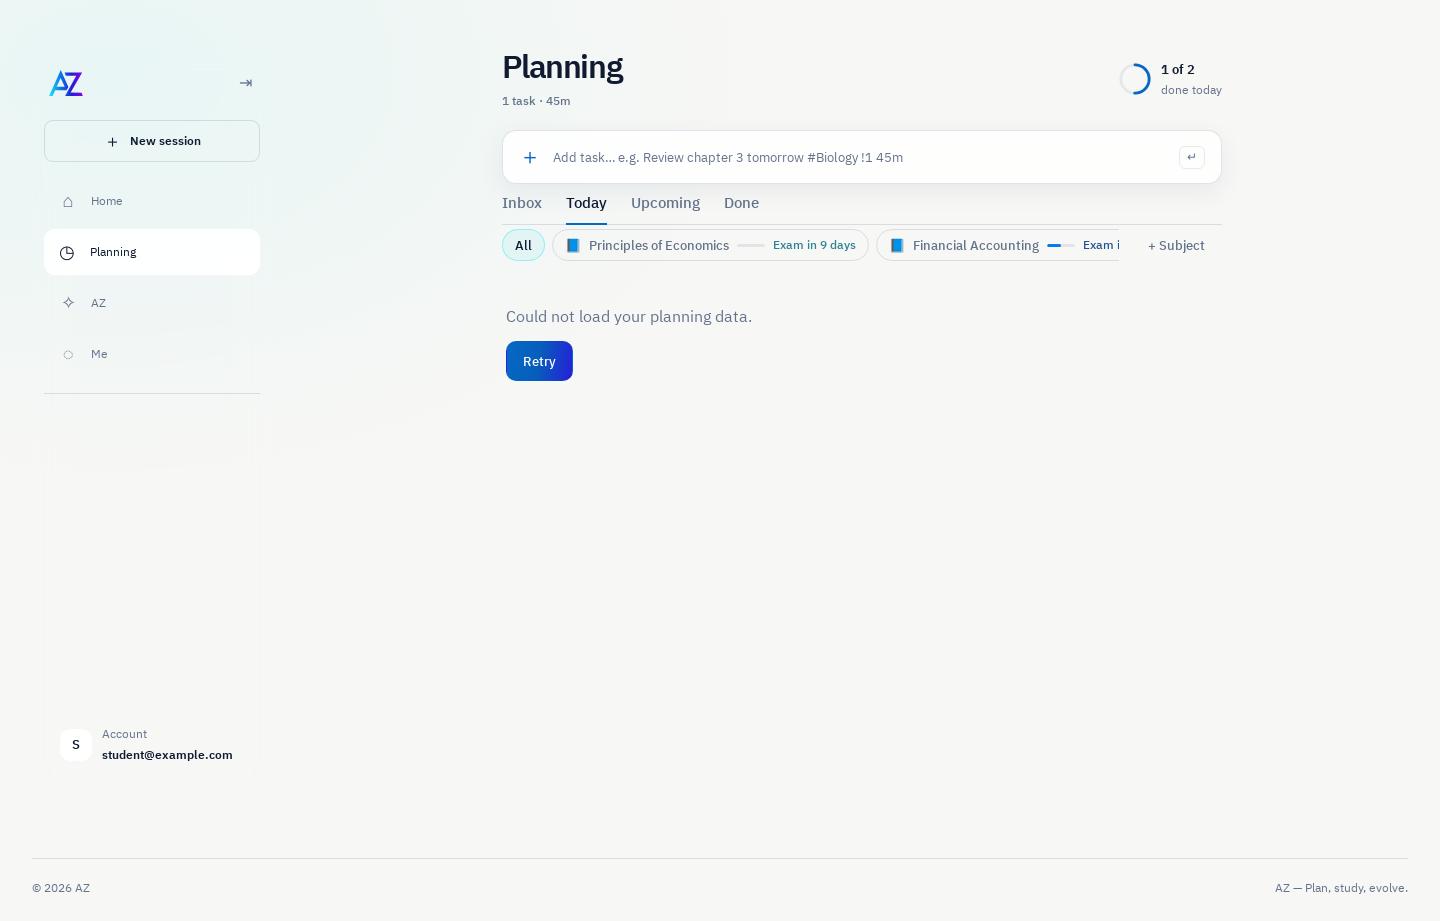 AZ
⇥
+ New session
Home
Planning
AZ
Me
Account
S
student@example.com
Planning
1 task · 45m
1 of 2
done today
+ Add task... e.g. Review chapter 3 tomorrow #Biology !1 45m ↵
Inbox Today Upcoming Done
All Principles of Economics Exam in 9 days Financial Accounting Exam i + Subject
Could not load your planning data.
Retry
© 2026 AZ
AZ — Plan, study, evolve.